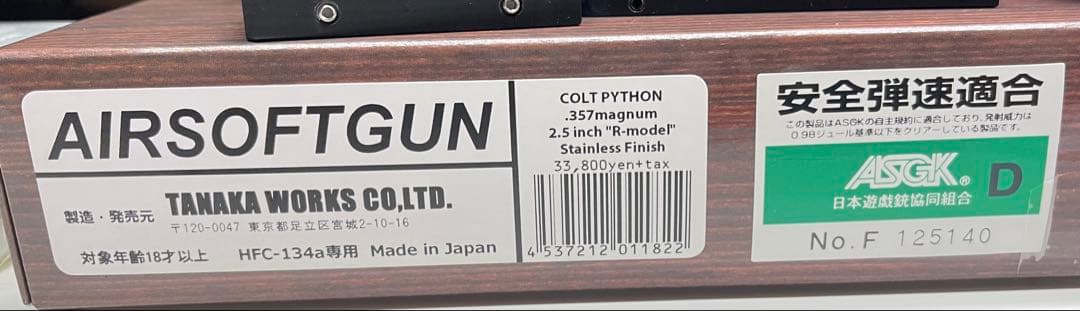 AIRSOFTGUN
製造・発売元 TANAKA WORKS CO,LTD.
〒120-0047 東京都足立区宮城2-10-16
対象年齢18才以上 HFC-134a専用 Made in Japan
COLT PYTHON
.357magnum
2.5 inch "R-model"
Stainless Finish
33,800yen+tax
4 537212 011822
安全弾速適合
この製品はASGKの自主規約に適合しており、発射威力は
0.98ジュール基準以下をクリアーしている製品です。
ASGK® D
日本遊戯銃協同組合
No.F 125140